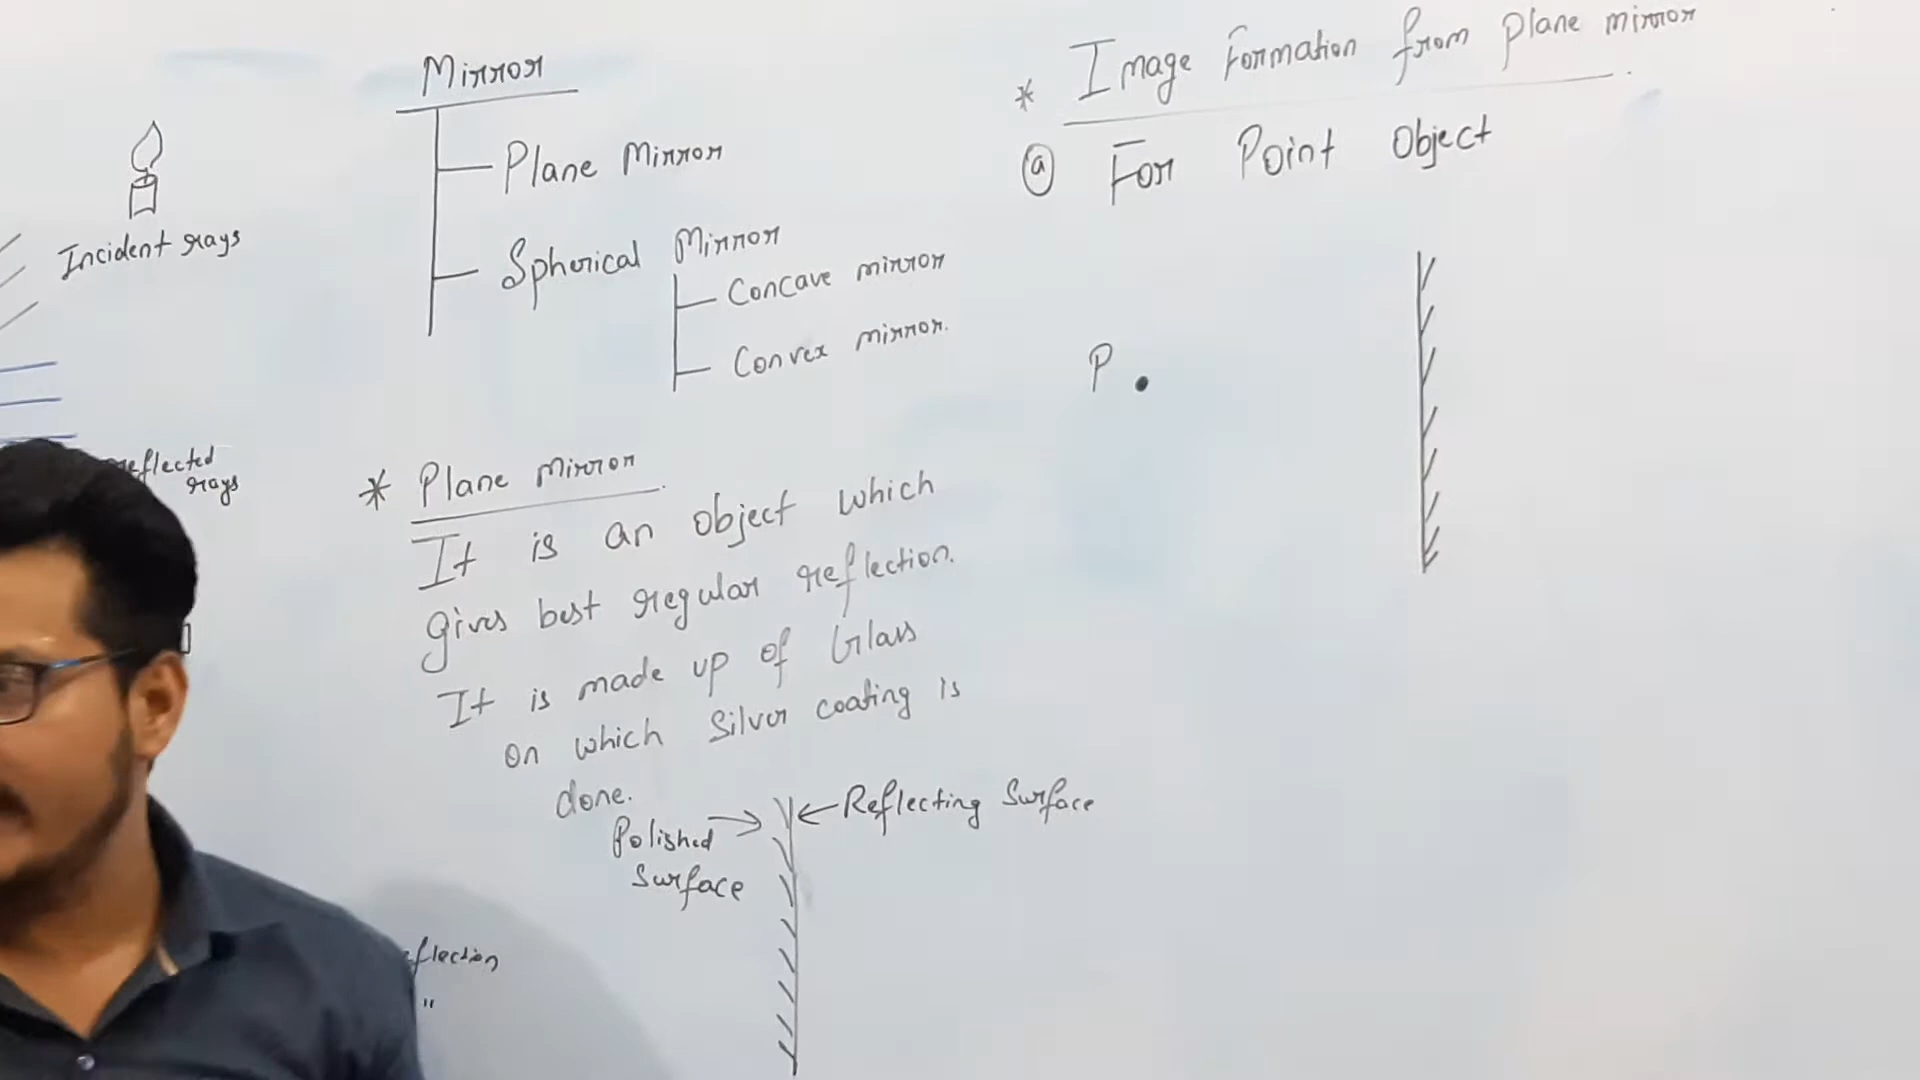 Incident rays
reflected
rays
Mirror
Plane Mirror
Spherical Mirror
Concave mirror
Convex mirror.
* Plane mirror
It is an object which
gives best regular reflection.
It is made up of Glass
on which Silver coating is
done.
Polished
Surface
Reflecting Surface
flection
"
* Image Formation from plane mirror
(a) For Point Object
P